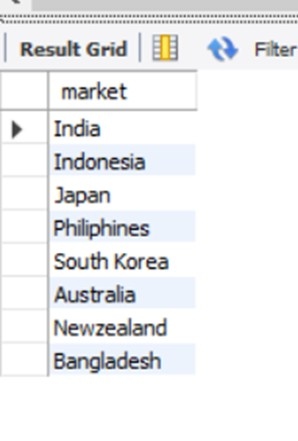 Result Grid Filter
market
India
Indonesia
Japan
Philiphines
South Korea
Australia
Newzealand
Bangladesh